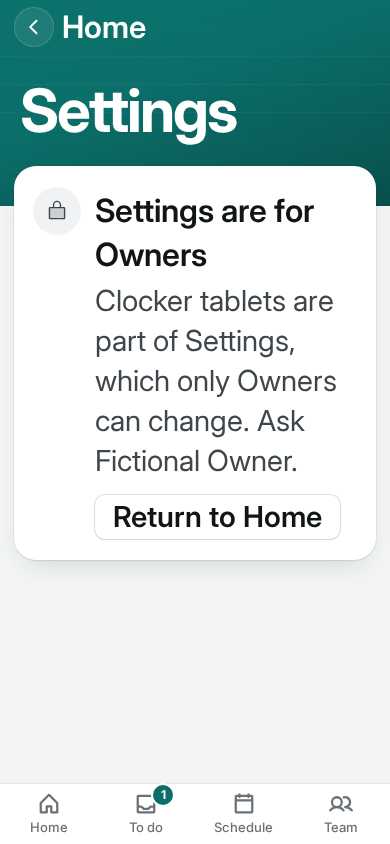 Home
Settings
Settings are for
Owners
Clocker tablets are
part of Settings,
which only Owners
can change. Ask
Fictional Owner.
Return to Home
1
Home
To do
Schedule
Team